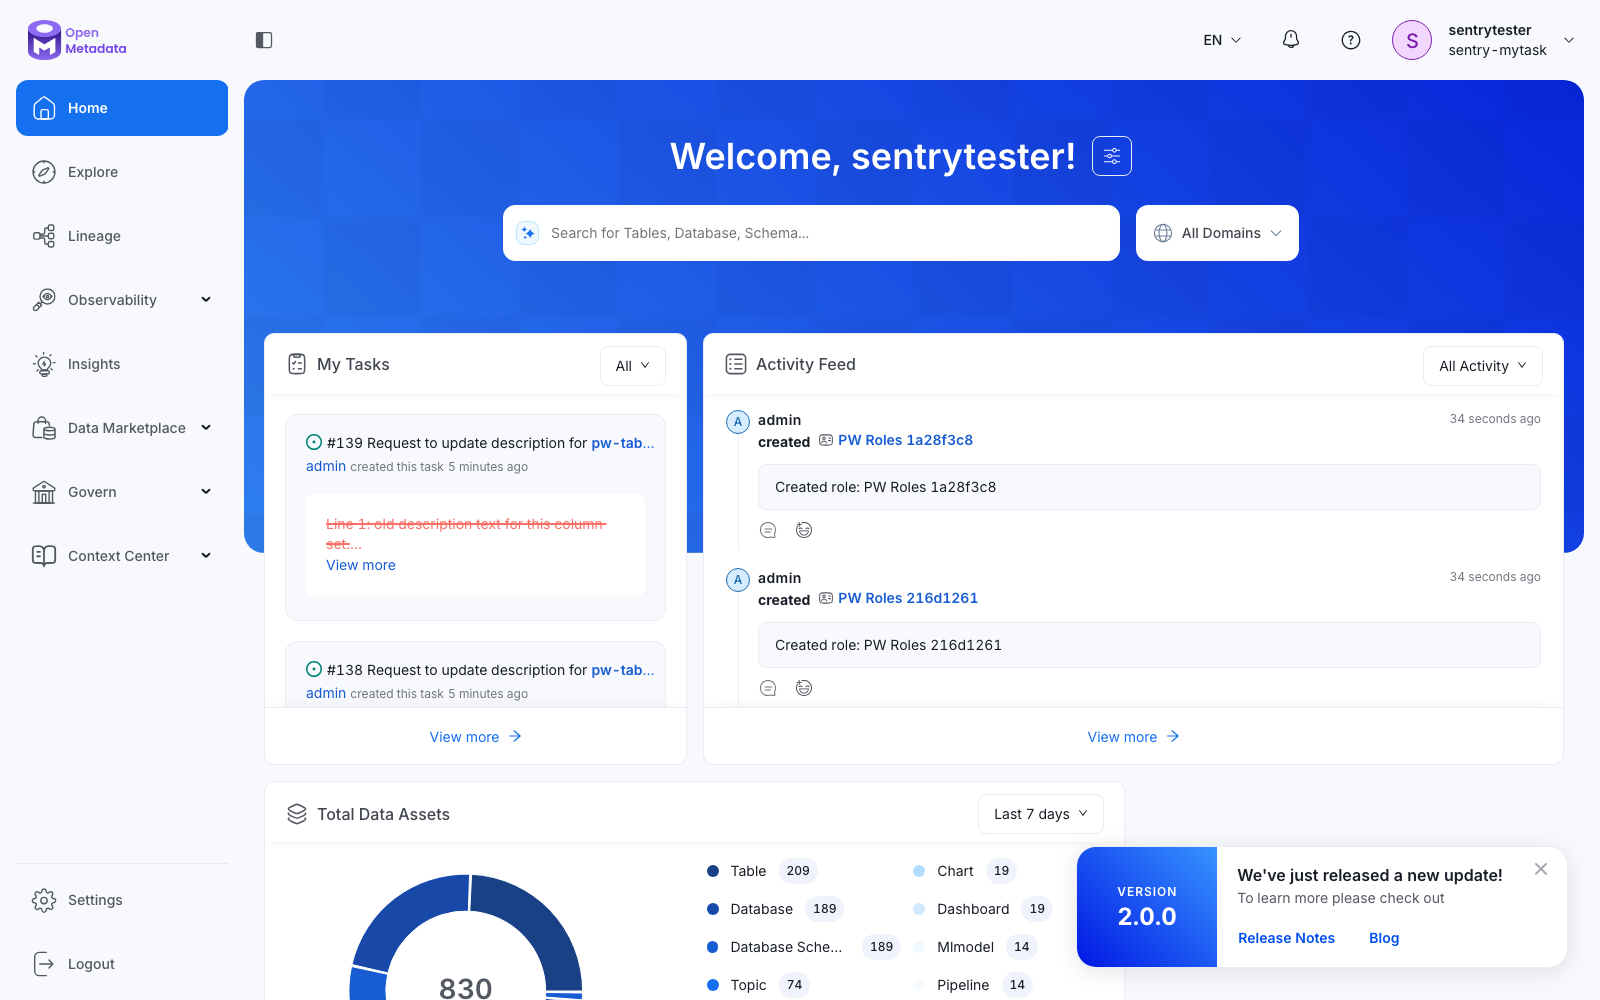 Open
Metadata
EN
S
sentrytester
sentry-mytask
Home
Explore
Lineage
Observability
Insights
Data Marketplace
Govern
Context Center
Settings
Logout
Welcome, sentrytester!
Search for Tables, Database, Schema...
All Domains
My Tasks
All
#139 Request to update description for pw-tab...
admin created this task 5 minutes ago
Line 1: old description text for this column
set....
View more
#138 Request to update description for pw-tab...
admin created this task 5 minutes ago
View more
Activity Feed
All Activity
A
admin
34 seconds ago
created PW Roles 1a28f3c8
Created role: PW Roles 1a28f3c8
A
admin
34 seconds ago
created PW Roles 216d1261
Created role: PW Roles 216d1261
View more
Total Data Assets
Last 7 days
830
Table 209
Database 189
Database Sche... 189
Topic 74
Chart 19
Dashboard 19
Mlmodel 14
Pipeline 14
VERSION
2.0.0
We've just released a new update!
To learn more please check out
Release Notes
Blog